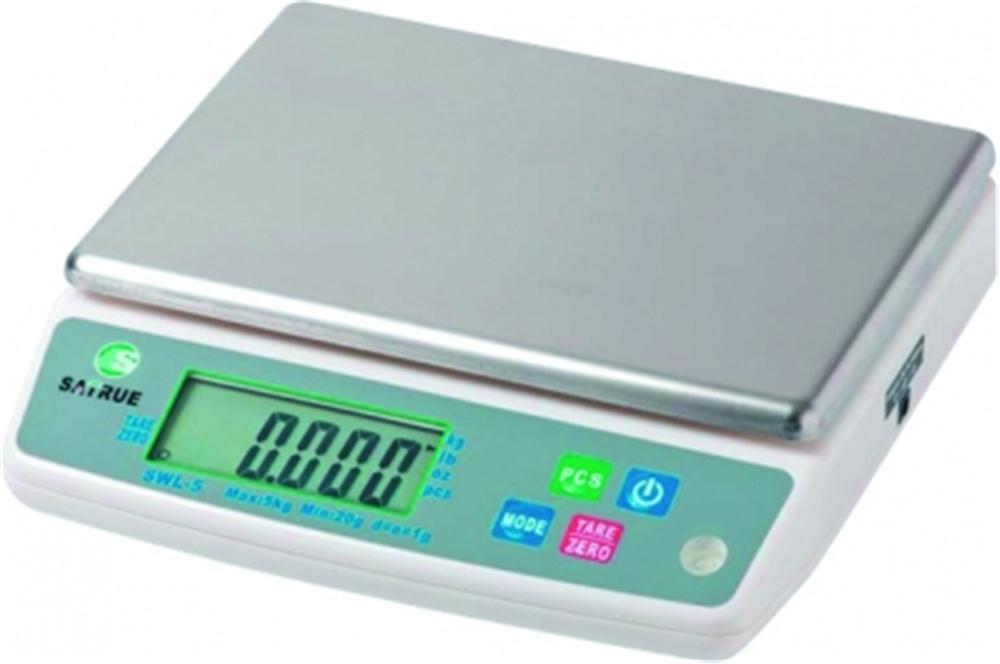 SATRUE
TARE
ZERO
0.000
kg
lb
oz
pcs
SWL-5 Max:5kg Min:20g d=e=1g
PCS
MODE
TARE
ZERO